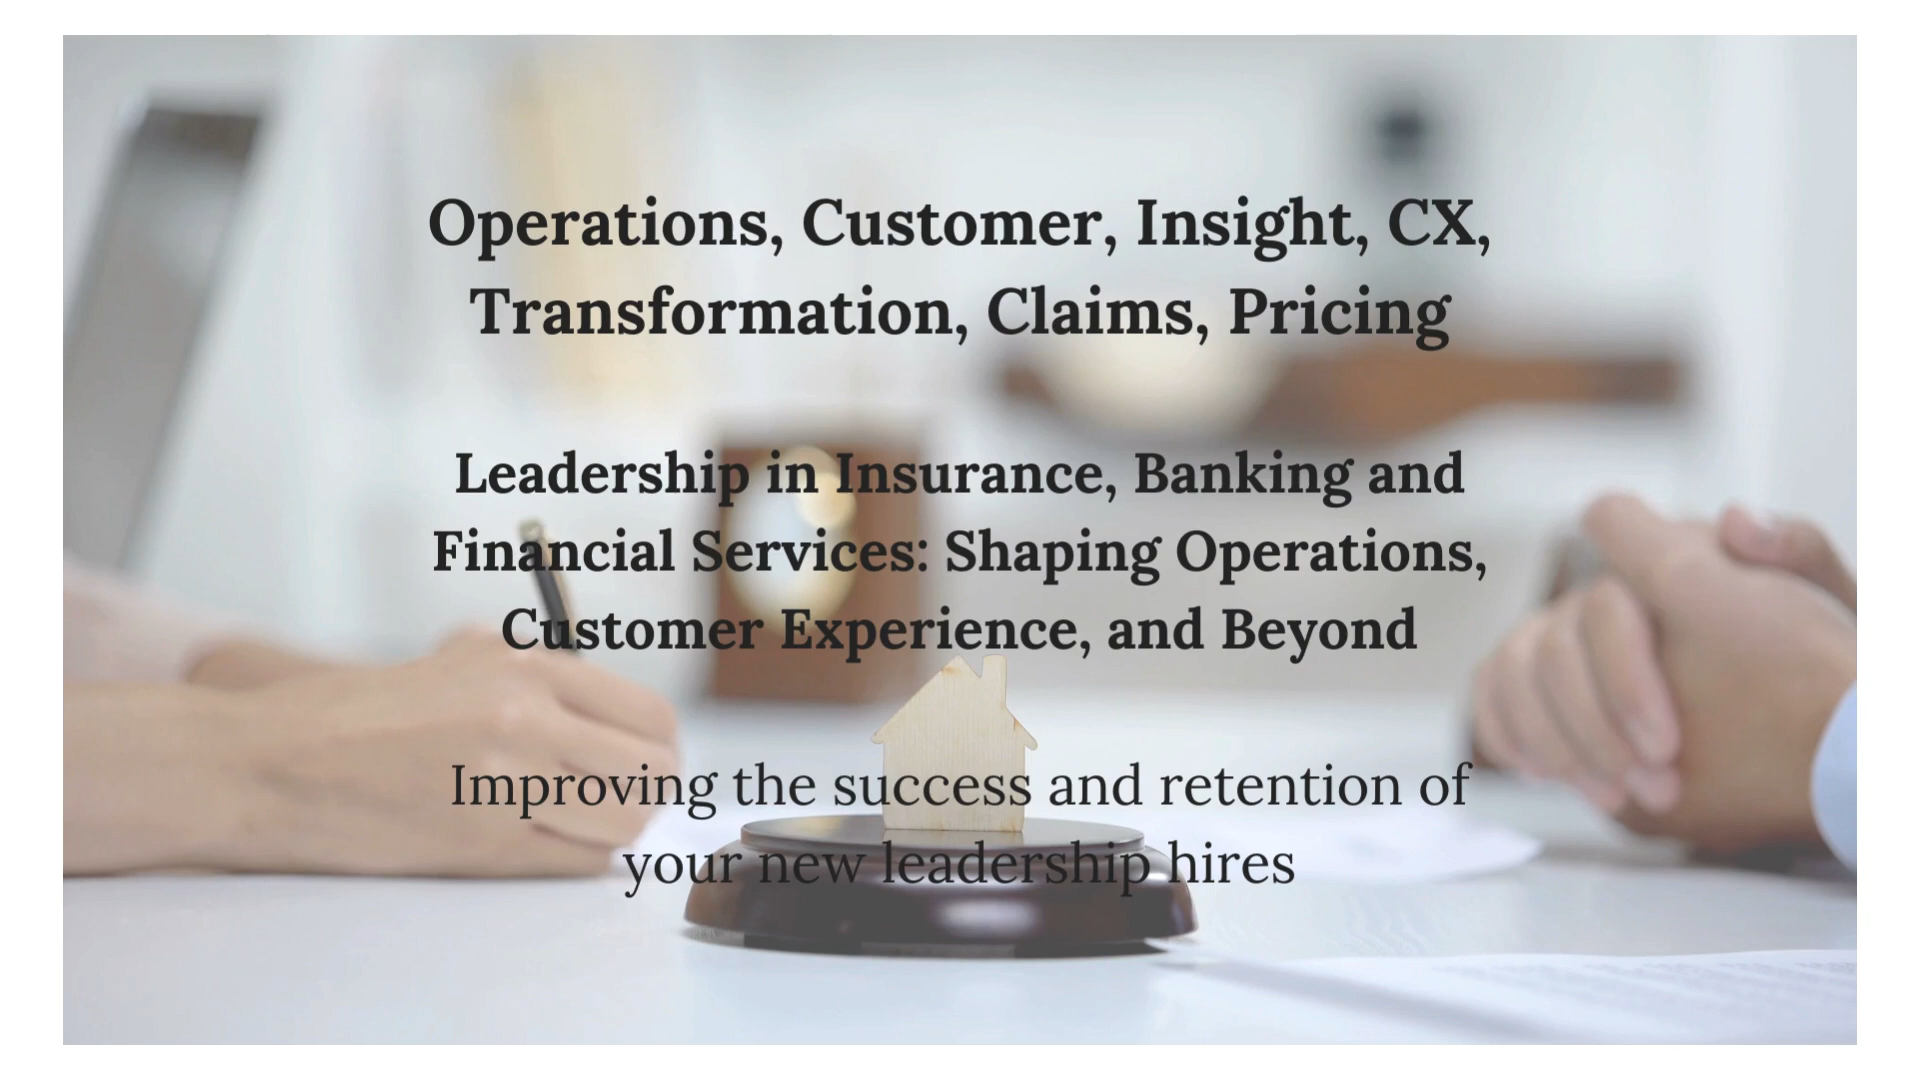 Operations, Customer, Insight, CX,
Transformation, Claims, Pricing
Leadership in Insurance, Banking and
Financial Services: Shaping Operations,
Customer Experience, and Beyond
Improving the success and retention of
your new leadership hires